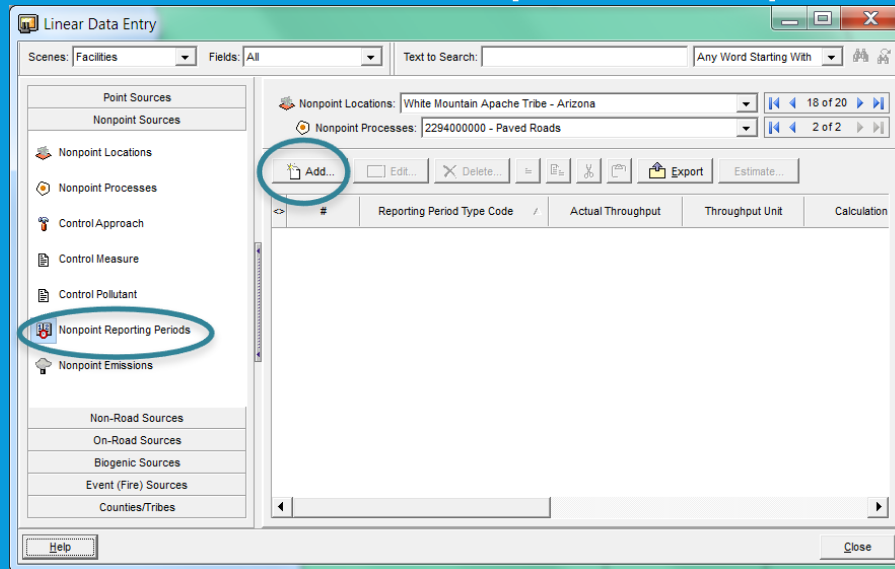 Linear Data Entry
Scenes: Facilities Fields: All Text to Search: Any Word Starting With
Point Sources
Nonpoint Sources
Nonpoint Locations
Nonpoint Processes
Control Approach
Control Measure
Control Pollutant
Nonpoint Reporting Periods
Nonpoint Emissions
Non-Road Sources
On-Road Sources
Biogenic Sources
Event (Fire) Sources
Counties/Tribes
Nonpoint Locations: White Mountain Apache Tribe - Arizona 18 of 20
Nonpoint Processes: 2294000000 - Paved Roads 2 of 2
Add... Edit... Delete... Export Estimate...
<> # Reporting Period Type Code / Actual Throughput Throughput Unit Calculation
Help Close